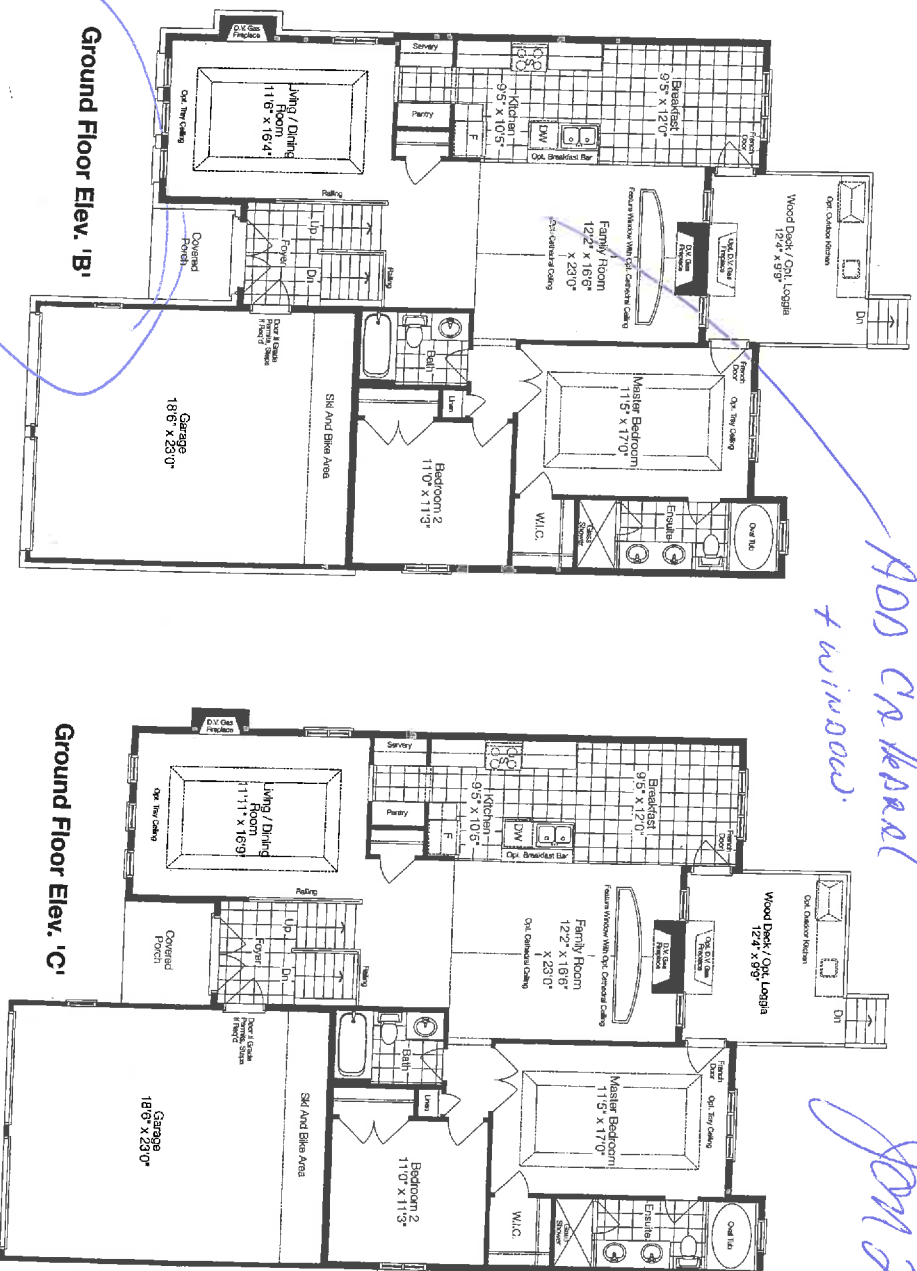 Ground Floor Elev. 'B'
Wood Deck / Opt. Loggia
12'4" x 9'9"
Opt. Outdoor Kitchen
Dn
Opt. D.V. Gas
Fireplace
D.V. Gas
Fireplace
French
Door
Breakfast
9'5" x 12'0"
Feature Window With Opt. Cathedral Ceiling
Family Room
12'2" x 16'6"
x 23'0"
Opt. Cathedral Ceiling
French
Door
Opt. Tray Ceiling
Master Bedroom
11'5" x 17'0"
Oval Tub
Ensuite
Glass
Shower
W.I.C.
Kitchen
9'5" x 10'5"
DW
Opt. Breakfast Bar
F
Servery
Pantry
Linen
Bath
Bedroom 2
11'0" x 11'3"
D.V. Gas
Fireplace
Living / Dining
Room
11'6" x 16'4"
Opt. Tray Ceiling
Railing
Railing
Up
Dn
Foyer
Covered
Porch
Door If Grade
Permits, Steps
If Req'd
Ski And Bike Area
Garage
18'6" x 23'0"
ADD Cathedral
+ window.
Ground Floor Elev. 'C'
Wood Deck / Opt. Loggia
12'4" x 9'9"
Opt. Outdoor Kitchen
Dn
Opt. D.V. Gas
Fireplace
D.V. Gas
Fireplace
French
Door
Breakfast
9'5" x 12'0"
Feature Window With Opt. Cathedral Ceiling
Family Room
12'2" x 16'6"
x 23'0"
Opt. Cathedral Ceiling
French
Door
Opt. Tray Ceiling
Master Bedroom
11'5" x 17'0"
Oval Tub
Ensuite
Glass
Shower
W.I.C.
Kitchen
9'5" x 10'5"
DW
Opt. Breakfast Bar
F
Servery
Pantry
Linen
Bath
Bedroom 2
11'0" x 11'3"
D.V. Gas
Fireplace
Living / Dining
Room
11'11" x 16'9"
Opt. Tray Ceiling
Railing
Railing
Up
Dn
Foyer
Covered
Porch
Door If Grade
Permits, Steps
If Req'd
Ski And Bike Area
Garage
18'6" x 23'0"